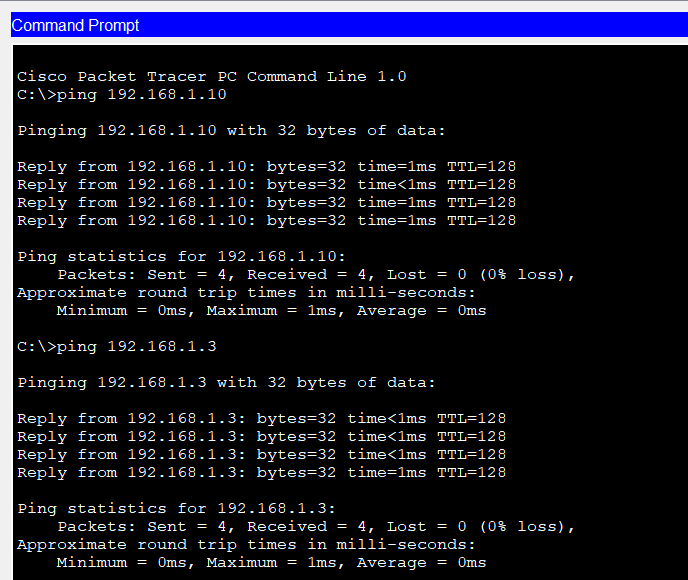 Command Prompt
Cisco Packet Tracer PC Command Line 1.0
C:\>ping 192.168.1.10
Pinging 192.168.1.10 with 32 bytes of data:
Reply from 192.168.1.10: bytes=32 time=1ms TTL=128
Reply from 192.168.1.10: bytes=32 time<1ms TTL=128
Reply from 192.168.1.10: bytes=32 time=1ms TTL=128
Reply from 192.168.1.10: bytes=32 time=1ms TTL=128
Ping statistics for 192.168.1.10:
    Packets: Sent = 4, Received = 4, Lost = 0 (0% loss),
Approximate round trip times in milli-seconds:
    Minimum = 0ms, Maximum = 1ms, Average = 0ms
C:\>ping 192.168.1.3
Pinging 192.168.1.3 with 32 bytes of data:
Reply from 192.168.1.3: bytes=32 time<1ms TTL=128
Reply from 192.168.1.3: bytes=32 time<1ms TTL=128
Reply from 192.168.1.3: bytes=32 time<1ms TTL=128
Reply from 192.168.1.3: bytes=32 time=1ms TTL=128
Ping statistics for 192.168.1.3:
    Packets: Sent = 4, Received = 4, Lost = 0 (0% loss),
Approximate round trip times in milli-seconds:
    Minimum = 0ms, Maximum = 1ms, Average = 0ms